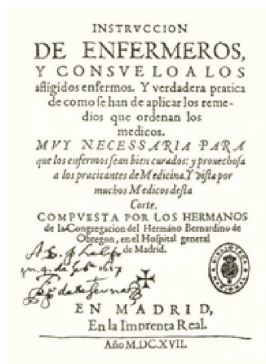 INSTRVCCION
DE ENFERMEROS,
Y CONSVELO A LOS
afligidos enfermos. Y verdadera pratica
de como se han de aplicar los reme-
dios que ordenan los
medicos.
MVY NECESSARIA PARA
que los enfermos sean bien curados: y prouechosa
a los pracicantes de Medicina. Y vista por
muchos Medicos desta
Corte.
COMPVESTA POR LOS HERMANOS
de la Congregacion del Hermano Bernardino de
Obregon, en el Hospital general
de Madrid.
EN MADRID,
En la Imprenta Real.
Año M.DC.XVII.